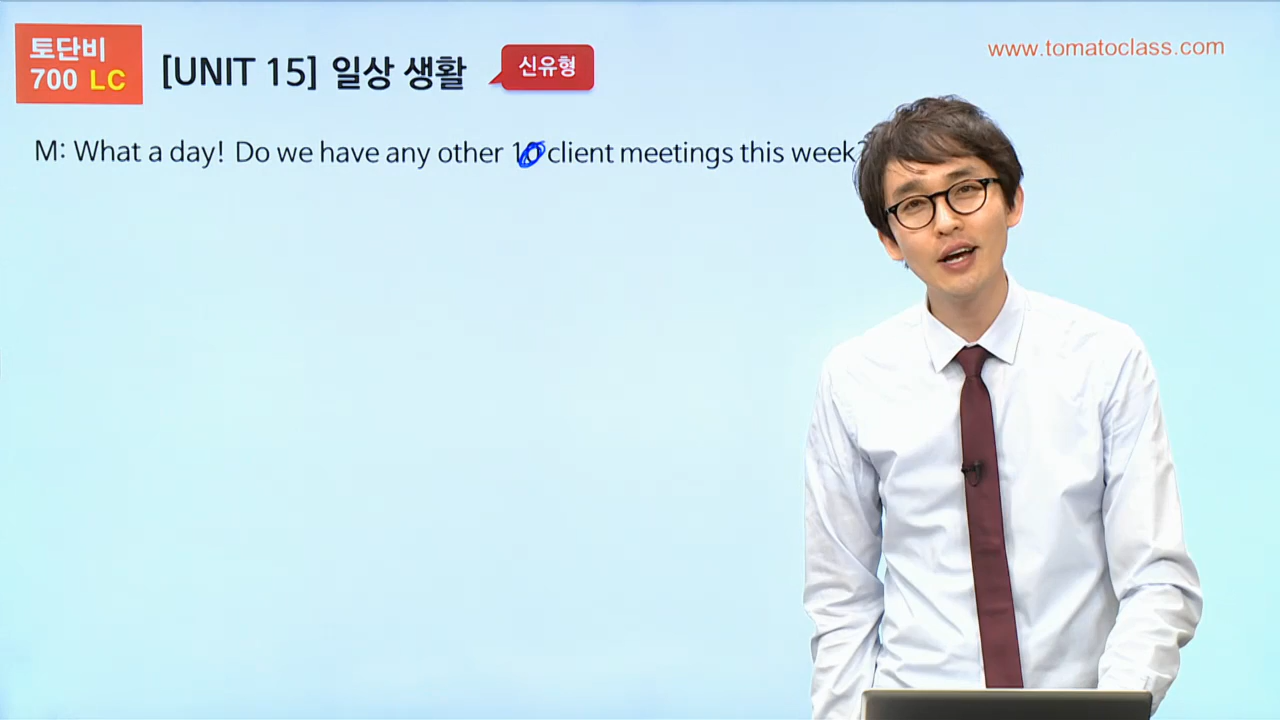 토단비
700 LC
[UNIT 15] 일상 생활
신유형
www.tomatoclass.com
M: What a day! Do we have any other 10 client meetings this week?